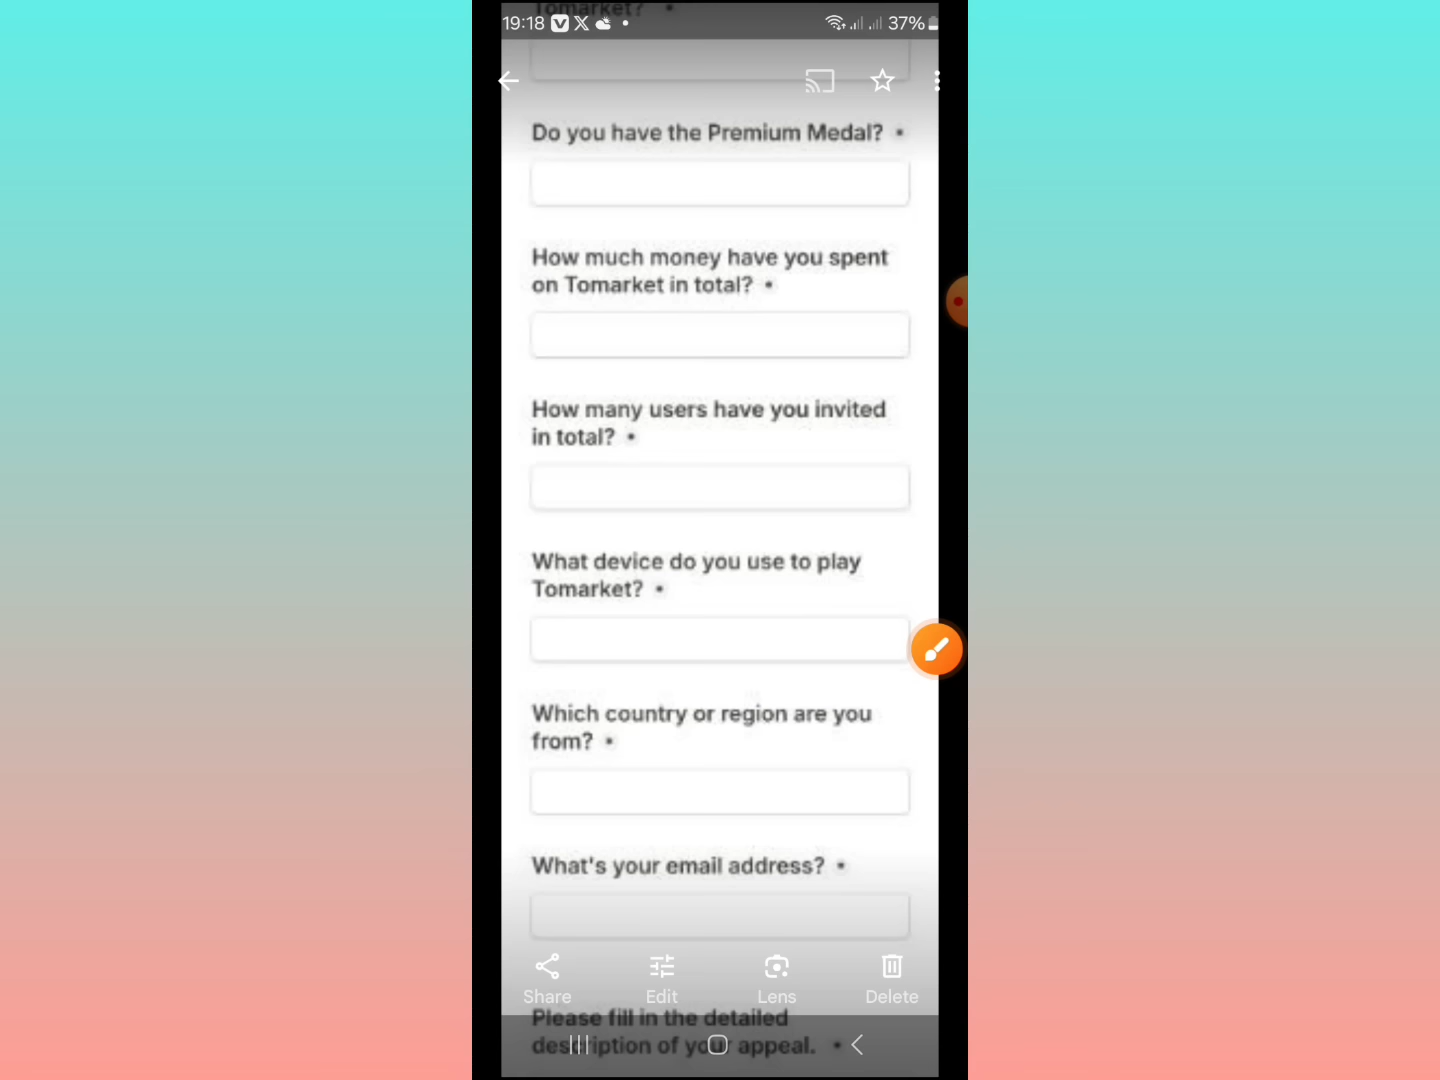 Tomarket? •
19:18 37%
Do you have the Premium Medal? •
How much money have you spent
on Tomarket in total? •
How many users have you invited
in total? •
What device do you use to play
Tomarket? •
Which country or region are you
from? •
What's your email address? •
Share Edit Lens Delete
Please fill in the detailed
description of your appeal. •